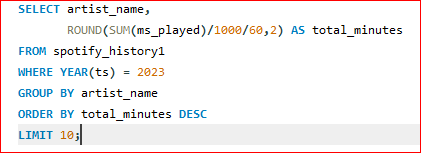 SELECT artist_name,
ROUND(SUM(ms_played)/1000/60,2) AS total_minutes
FROM spotify_history1
WHERE YEAR(ts) = 2023
GROUP BY artist_name
ORDER BY total_minutes DESC
LIMIT 10;